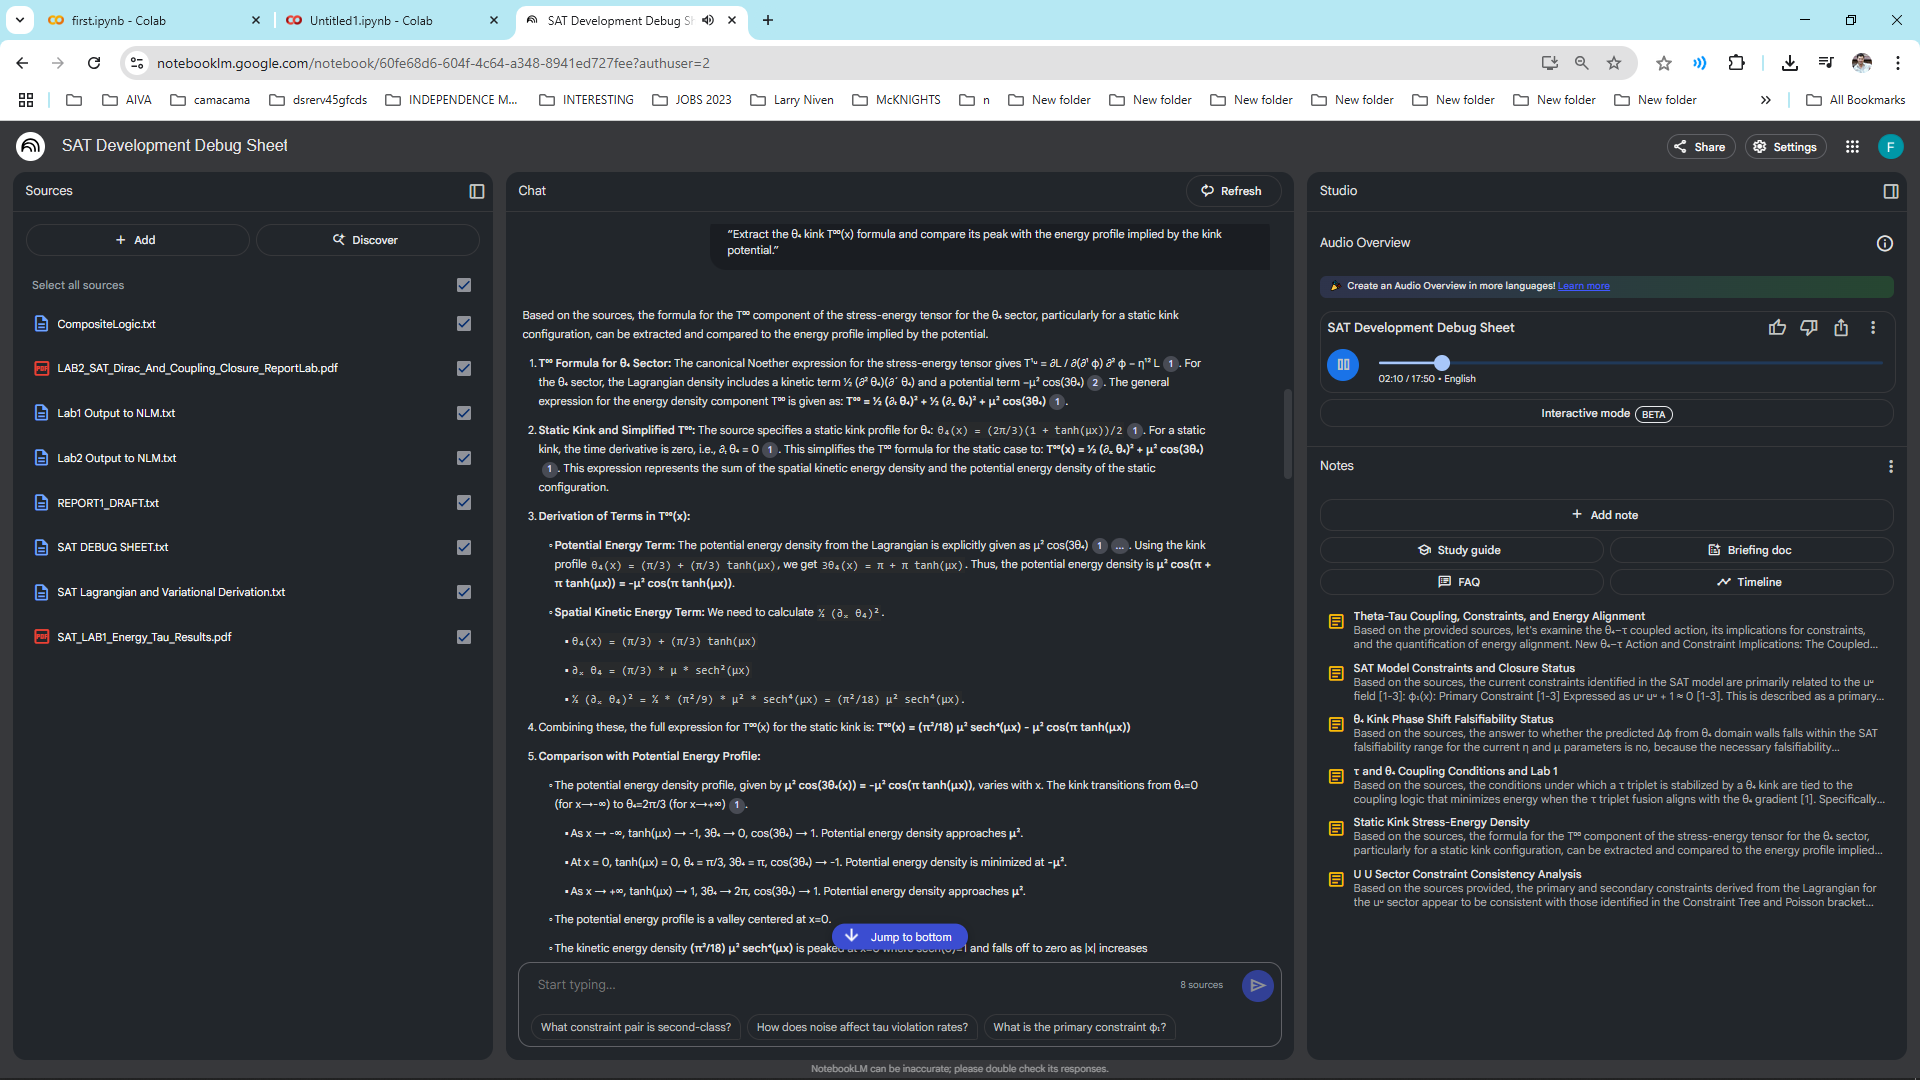 first.ipynb - Colab
Untitled1.ipynb - Colab
SAT Development Debug Sh
notebooklm.google.com/notebook/60fe68d6-604f-4c64-a348-8941ed727fee?authuser=2
AIVA
camacama
dsrerv45gfcds
INDEPENDENCE M...
INTERESTING
JOBS 2023
Larry Niven
McKNIGHTS
n
New folder
New folder
New folder
New folder
New folder
New folder
New folder
All Bookmarks
SAT Development Debug Sheet
Share
Settings
F
Sources
+ Add
Discover
Select all sources
CompositeLogic.txt
LAB2_SAT_Dirac_And_Coupling_Closure_ReportLab.pdf
Lab1 Output to NLM.txt
Lab2 Output to NLM.txt
REPORT1_DRAFT.txt
SAT DEBUG SHEET.txt
SAT Lagrangian and Variational Derivation.txt
SAT_LAB1_Energy_Tau_Results.pdf
Chat
Refresh
“Extract the θ₄ kink T⁰⁰(x) formula and compare its peak with the energy profile implied by the kink
potential.”
Based on the sources, the formula for the T⁰⁰ component of the stress-energy tensor for the θ₄ sector, particularly for a static kink
configuration, can be extracted and compared to the energy profile implied by the potential.
1. T⁰⁰ Formula for θ₄ Sector: The canonical Noether expression for the stress-energy tensor gives 1 . For
the θ₄ sector, the Lagrangian density includes a kinetic term and a potential term −μ² cos(3θ₄) 2 . The general
expression for the energy density component T⁰⁰ is given as: T⁰⁰ = ½ (∂ₜ θ₄)² + ½ (∂ₓ θ₄)² + μ² cos(3θ₄) 1 .
2. Static Kink and Simplified T⁰⁰: The source specifies a static kink profile for θ₄: θ₄(x) = (2π/3)(1 + tanh(μx))/2 1 . For a static
kink, the time derivative is zero, i.e., ∂ₜ θ₄ = 0 1 . This simplifies the T⁰⁰ formula for the static case to: T⁰⁰(x) = ½ (∂ₓ θ₄)² + μ² cos(3θ₄)
1 . This expression represents the sum of the spatial kinetic energy density and the potential energy density of the static
configuration.
3. Derivation of Terms in T⁰⁰(x):
◦ Potential Energy Term: The potential energy density from the Lagrangian is explicitly given as μ² cos(3θ₄) 1 ... . Using the kink
profile θ₄(x) = (π/3) + (π/3) tanh(μx), we get 3θ₄(x) = π + π tanh(μx). Thus, the potential energy density is μ² cos(π +
π tanh(μx)) = -μ² cos(π tanh(μx)).
◦ Spatial Kinetic Energy Term: We need to calculate ½ (∂ₓ θ₄)².
▪ θ₄(x) = (π/3) + (π/3) tanh(μx)
▪ ∂ₓ θ₄ = (π/3) * μ * sech²(μx)
▪ ½ (∂ₓ θ₄)² = ½ * (π²/9) * μ² * sech⁴(μx) = (π²/18) μ² sech⁴(μx).
4. Combining these, the full expression for T⁰⁰(x) for the static kink is: T⁰⁰(x) = (π²/18) μ² sech⁴(μx) - μ² cos(π tanh(μx))
5. Comparison with Potential Energy Profile:
◦ The potential energy density profile, given by μ² cos(3θ₄(x)) = -μ² cos(π tanh(μx)), varies with x. The kink transitions from θ₄=0
(for x→-∞) to θ₄=2π/3 (for x→+∞) 1 .
▪ As x → -∞, tanh(μx) → -1, 3θ₄ → 0, cos(3θ₄) → 1. Potential energy density approaches μ².
▪ At x = 0, tanh(μx) = 0, θ₄ = π/3, 3θ₄ = π, cos(3θ₄) → -1. Potential energy density is minimized at -μ².
▪ As x → +∞, tanh(μx) → 1, 3θ₄ → 2π, cos(3θ₄) → 1. Potential energy density approaches μ².
◦ The potential energy profile is a valley centered at x=0.
◦ The kinetic energy density (π²/18) μ² sech⁴(μx) is peaked and falls off to zero as |x| increases
Jump to bottom
Start typing...
8 sources
What constraint pair is second-class?
How does noise affect tau violation rates?
What is the primary constraint φ₁?
NotebookLM can be inaccurate; please double check its responses.
Studio
Audio Overview
Create an Audio Overview in more languages! Learn more
SAT Development Debug Sheet
02:10 / 17:50 • English
Interactive mode BETA
Notes
+ Add note
Study guide
Briefing doc
FAQ
Timeline
Theta-Tau Coupling, Constraints, and Energy Alignment
Based on the provided sources, let's examine the θ₄–τ coupled action, its implications for constraints,
and the quantification of energy alignment. New θ₄–τ Action and Constraint Implications: The Coupled...
SAT Model Constraints and Closure Status
Based on the sources, the current constraints identified in the SAT model are primarily related to the uᵘ
field [1-3]: φ₁(x): Primary Constraint [1-3] Expressed as uᵘ uᵤ + 1 ≈ 0 [1-3]. This is described as a primary...
θ₄ Kink Phase Shift Falsifiability Status
Based on the sources, the answer to whether the predicted Δφ from θ₄ domain walls falls within the SAT
falsifiability range for the current η and μ parameters is no, because the necessary falsifiability...
τ and θ₄ Coupling Conditions and Lab 1
Based on the sources, the conditions under which a τ triplet is stabilized by a θ₄ kink are tied to the
coupling logic that minimizes energy when the τ triplet fusion aligns with the θ₄ gradient [1]. Specifically...
Static Kink Stress-Energy Density
Based on the sources, the formula for the T⁰⁰ component of the stress-energy tensor for the θ₄ sector,
particularly for a static kink configuration, can be extracted and compared to the energy profile implied...
U U Sector Constraint Consistency Analysis
Based on the sources provided, the primary and secondary constraints derived from the Lagrangian for
the uᵘ sector appear to be consistent with those identified in the Constraint Tree and Poisson bracket...